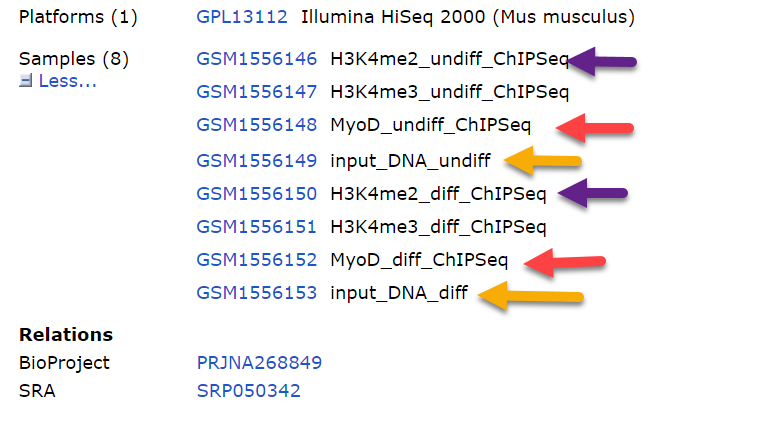 Platforms (1) GPL13112 Illumina HiSeq 2000 (Mus musculus)
Samples (8) GSM1556146 H3K4me2_undiff_ChIPSeq
Less... GSM1556147 H3K4me3_undiff_ChIPSeq
GSM1556148 MyoD_undiff_ChIPSeq
GSM1556149 input_DNA_undiff
GSM1556150 H3K4me2_diff_ChIPSeq
GSM1556151 H3K4me3_diff_ChIPSeq
GSM1556152 MyoD_diff_ChIPSeq
GSM1556153 input_DNA_diff
Relations
BioProject PRJNA268849
SRA SRP050342